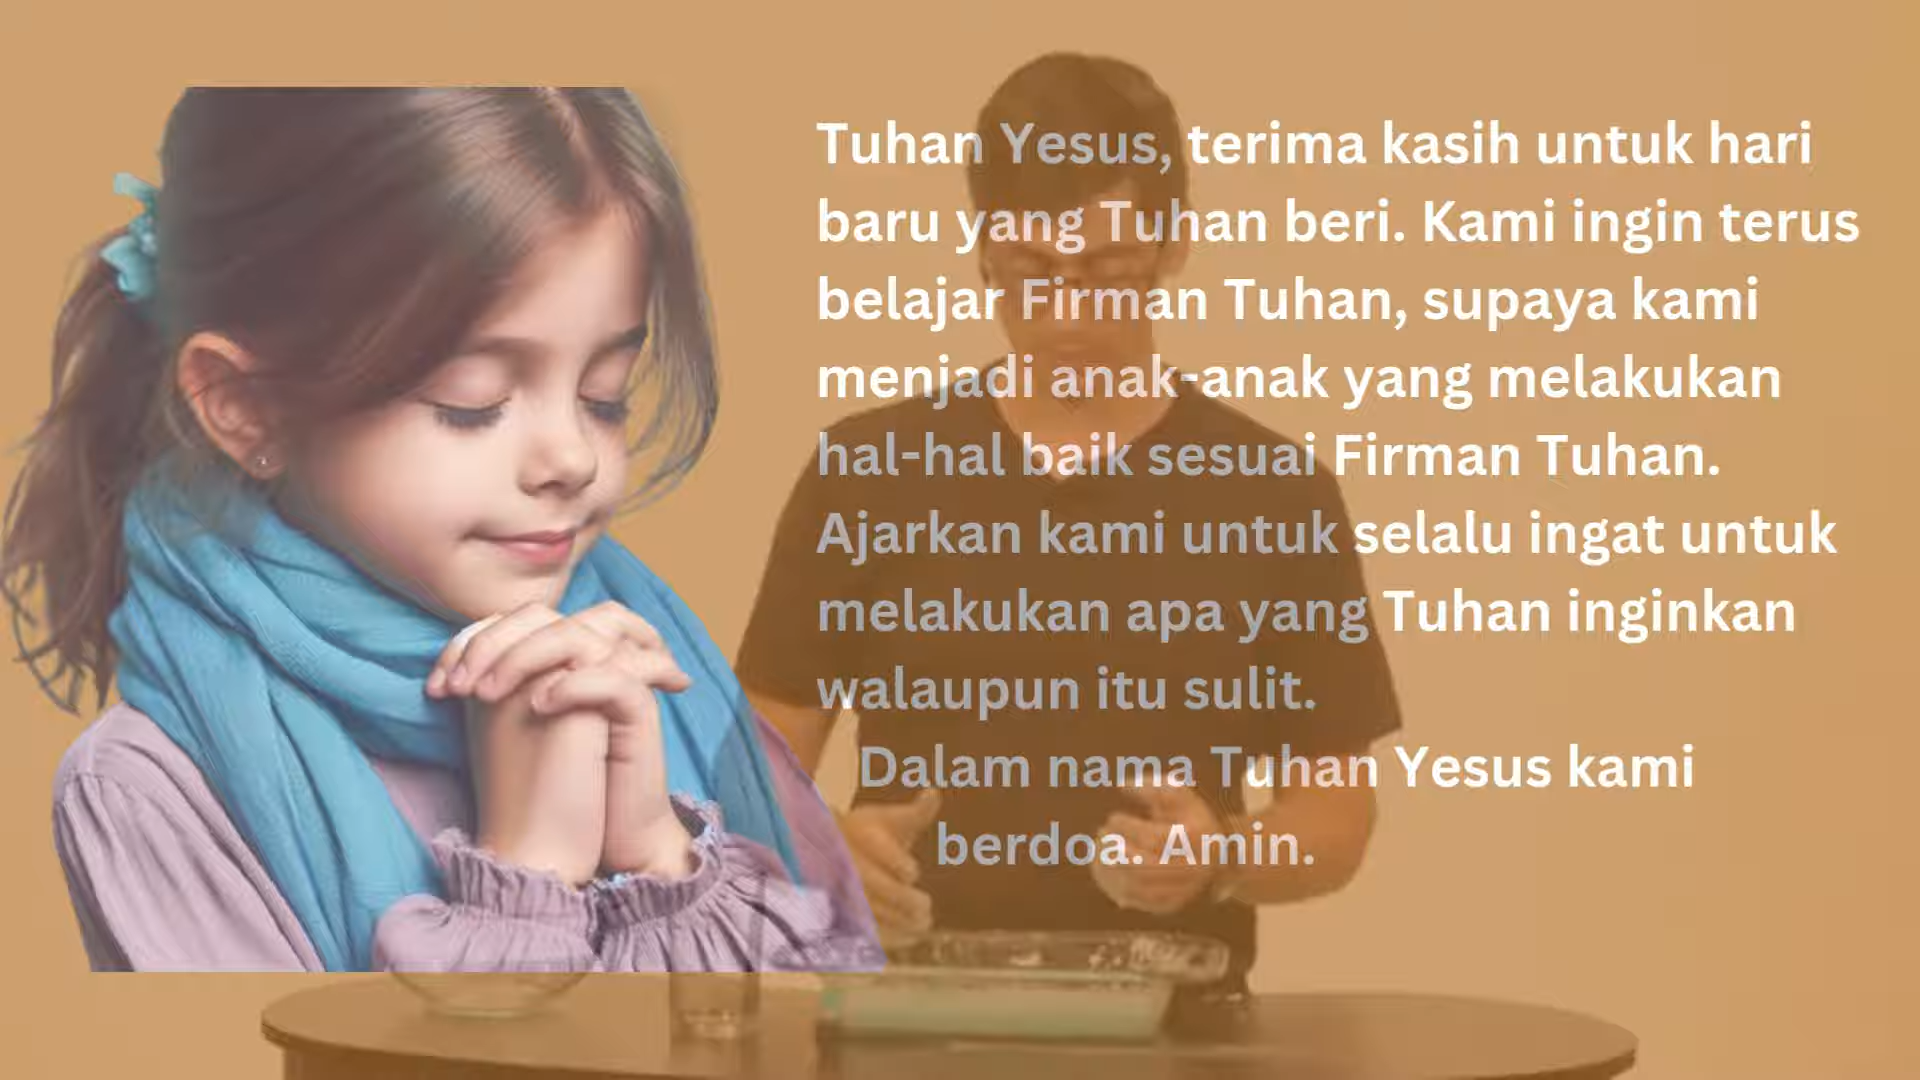 Tuhan Yesus, terima kasih untuk hari
baru yang Tuhan beri. Kami ingin terus
belajar Firman Tuhan, supaya kami
menjadi anak-anak yang melakukan
hal-hal baik sesuai Firman Tuhan.
Ajarkan kami untuk selalu ingat untuk
melakukan apa yang Tuhan inginkan
walaupun itu sulit.
Dalam nama Tuhan Yesus kami
berdoa. Amin.